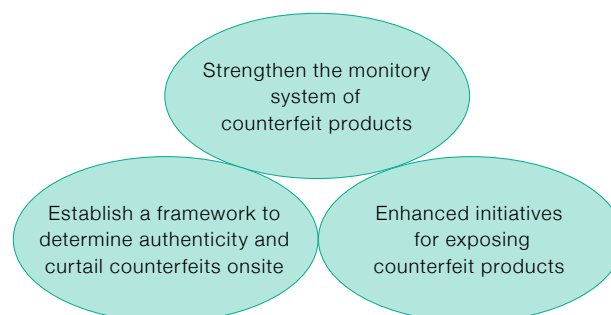 Strengthen the monitory
system of
counterfeit products
Establish a framework to
determine authenticity and
curtail counterfeits onsite
Enhanced initiatives
for exposing
counterfeit products